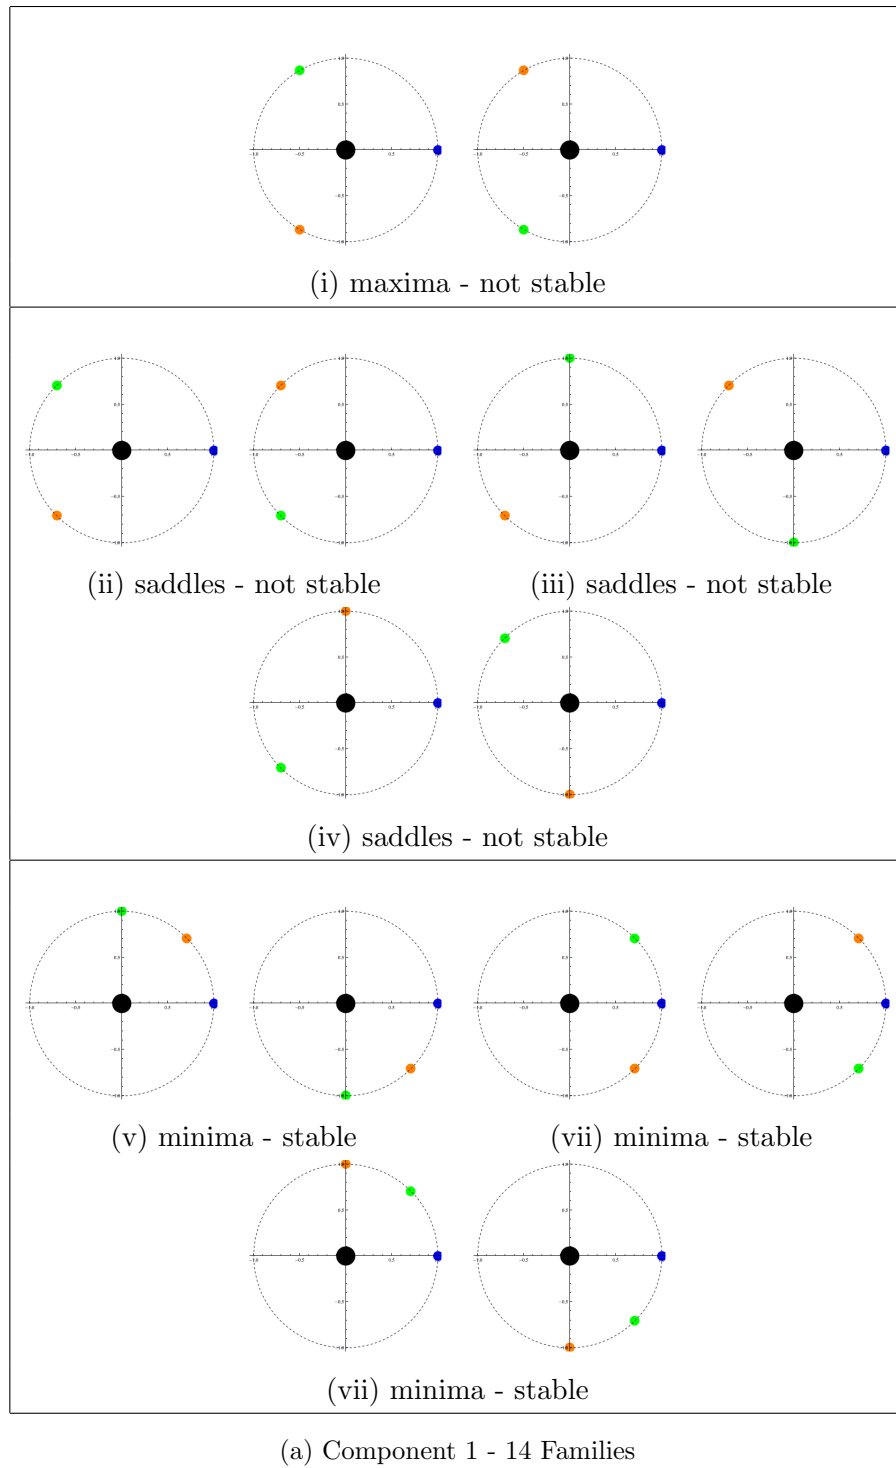 (i) maxima - not stable
(ii) saddles - not stable (iii) saddles - not stable
(iv) saddles - not stable
(v) minima - stable (vii) minima - stable
(vii) minima - stable
(a) Component 1 - 14 Families